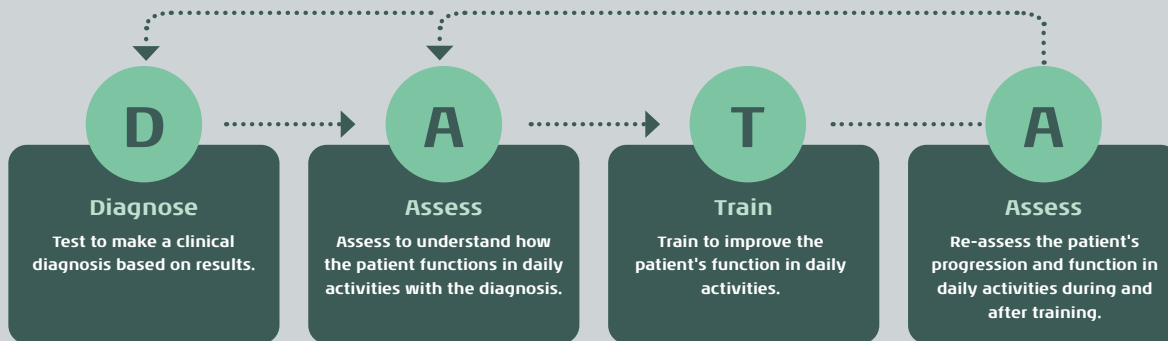 D
A
T
A
Diagnose
Test to make a clinical
diagnosis based on results.
Assess
Assess to understand how
the patient functions in daily
activities with the diagnosis.
Train
Train to improve the
patient's function in daily
activities.
Assess
Re-assess the patient's
progression and function in
daily activities during and
after training.